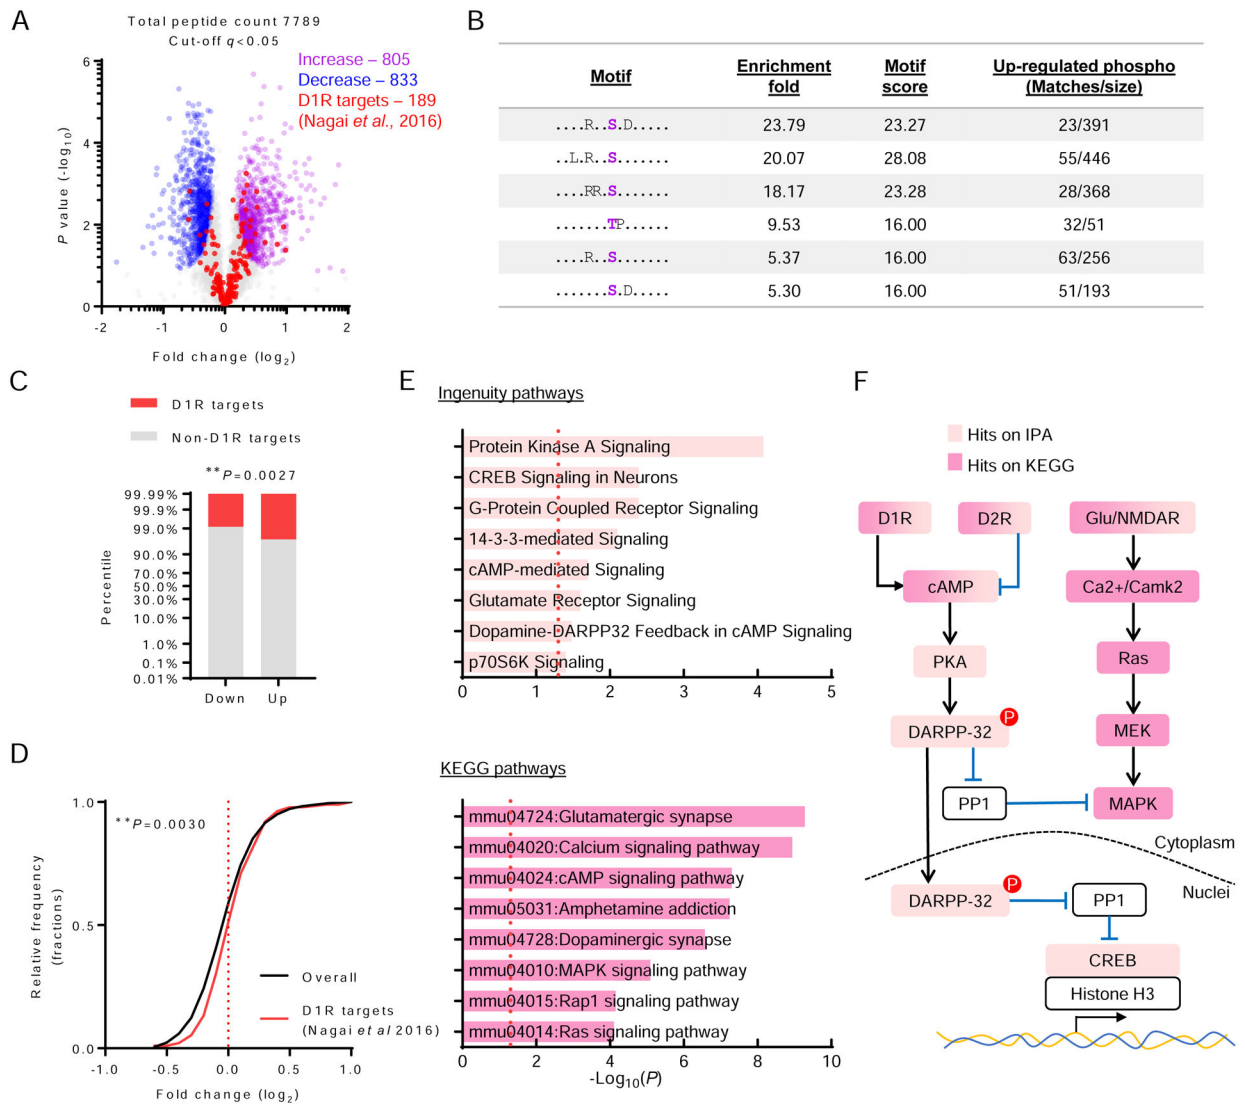 A
Total peptide count 7789
Cut-off q<0.05
Increase – 805
Decrease – 833
D1R targets – 189
(Nagai et al., 2016)
P value (-log10)
6
4
2
0
-2 -1 0 1 2
Fold change (log2)
B
Motif Enrichment fold Motif score Up-regulated phospho (Matches/size)
....R..S.D..... 23.79 23.27 23/391
..L.R..S....... 20.07 28.08 55/446
....RR.S....... 18.17 23.28 28/368
.......TP...... 9.53 16.00 32/51
....R..S....... 5.37 16.00 63/256
.......S.D..... 5.30 16.00 51/193
C
D1R targets
Non-D1R targets
**P=0.0027
Percentile
99.99%
99.9%
99.0%
90.0%
70.0%
50.0%
30.0%
10.0%
1.0%
0.1%
0.01%
Down Up
D
**P=0.0030
Relative frequency
(fractions)
1.0
0.5
0.0
Overall
D1R targets
(Nagai et al 2016)
-1.0 -0.5 0.0 0.5 1.0
Fold change (log2)
E
Ingenuity pathways
Protein Kinase A Signaling
CREB Signaling in Neurons
G-Protein Coupled Receptor Signaling
14-3-3-mediated Signaling
cAMP-mediated Signaling
Glutamate Receptor Signaling
Dopamine-DARPP32 Feedback in cAMP Signaling
p70S6K Signaling
0 1 2 3 4 5
KEGG pathways
mmu04724:Glutamatergic synapse
mmu04020:Calcium signaling pathway
mmu04024:cAMP signaling pathway
mmu05031:Amphetamine addiction
mmu04728:Dopaminergic synapse
mmu04010:MAPK signaling pathway
mmu04015:Rap1 signaling pathway
mmu04014:Ras signaling pathway
0 2 4 6 8 10
-Log10(P)
F
Hits on IPA
Hits on KEGG
D1R D2R Glu/NMDAR
cAMP Ca2+/Camk2
PKA Ras
P
DARPP-32 MEK
PP1 MAPK
Cytoplasm
Nuclei
P
DARPP-32 PP1
CREB
Histone H3